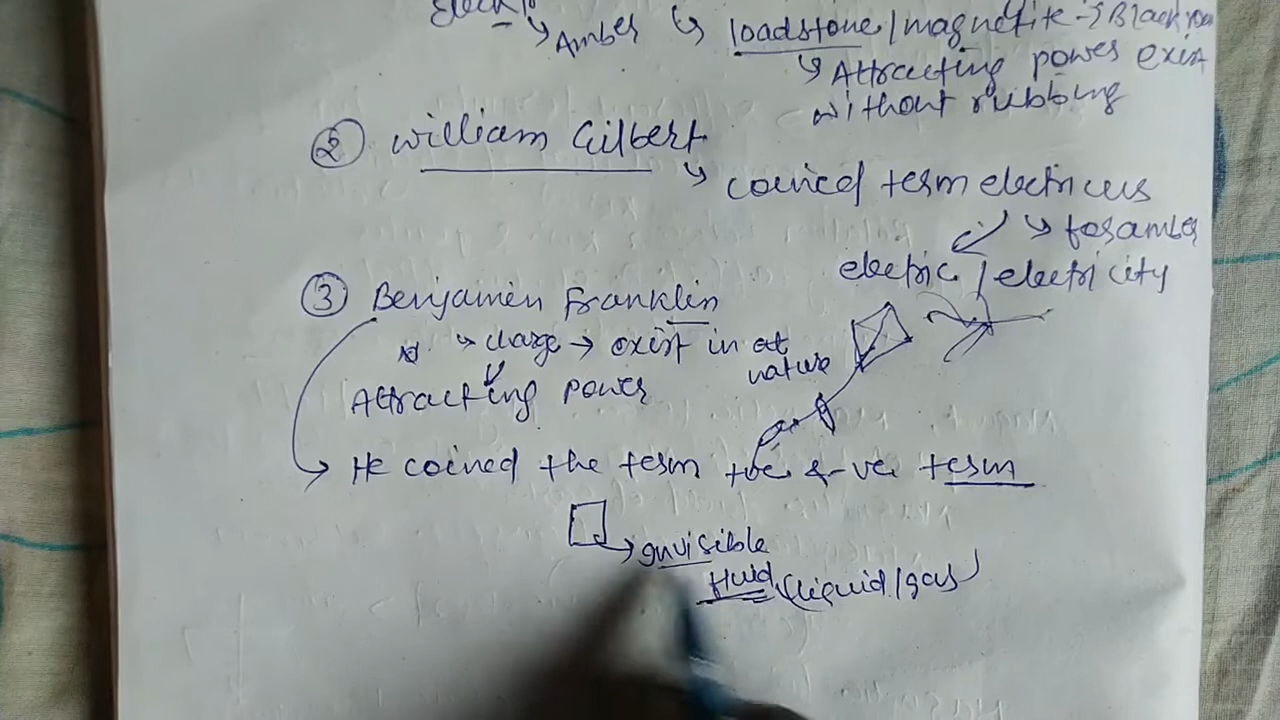 ↳ Amber ↳ loadstone/magnetite → Black
↳ Attracting power exist
without rubbing
② William Gilbert
↳ coined term electricus
↳ for amber
electric / electricity
③ Benjamin Franklin
↳ charge → exist in
nature
Attracting power
→ He coined the term +ve & -ve term
→ invisible
fluid (liquid/gas)